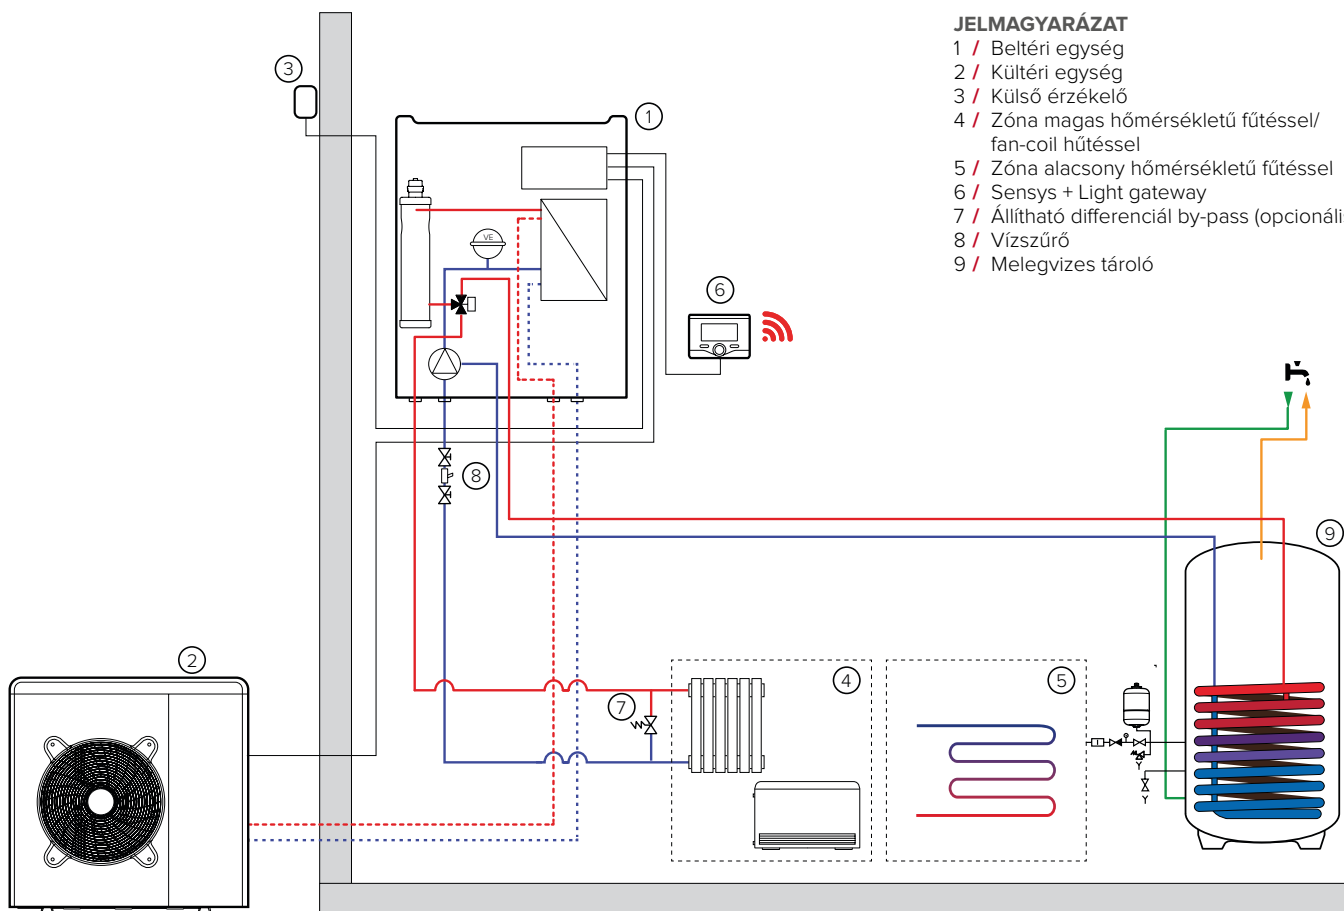 JELMAGYARÁZAT
1 / Beltéri egység
2 / Kültéri egység
3 / Külső érzékelő
4 / Zóna magas hőmérsékletű fűtéssel/
fan-coil hűtéssel
5 / Zóna alacsony hőmérsékletű fűtéssel
6 / Sensys + Light gateway
7 / Állítható differenciál by-pass (opcionáli
8 / Vízszűrő
9 / Melegvizes tároló
3
1
VE
6
8
9
2
4
5
7